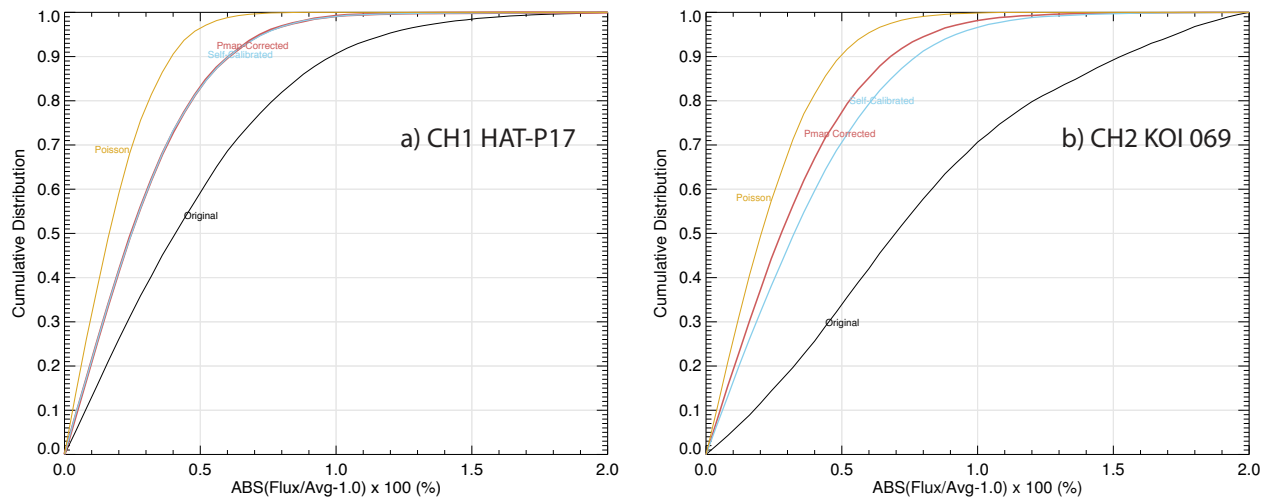 1.0
0.9
0.8
0.7
0.6
0.5
0.4
0.3
0.2
0.1
0.0
Cumulative Distribution
Pmap Corrected
Self-Calibrated
Poisson
Original
a) CH1 HAT-P17
0.0 0.5 1.0 1.5 2.0
ABS(Flux/Avg-1.0) x 100 (%)
1.0
0.9
0.8
0.7
0.6
0.5
0.4
0.3
0.2
0.1
0.0
Cumulative Distribution
Self-Calibrated
Pmap Corrected
Poisson
Original
b) CH2 KOI 069
0.0 0.5 1.0 1.5 2.0
ABS(Flux/Avg-1.0) x 100 (%)